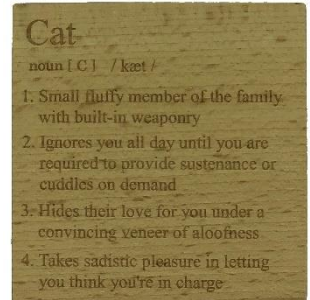 Cat
noun [ C ] / kæt /
1. Small fluffy member of the family
with built-in weaponry
2. Ignores you all day until you are
required to provide sustenance or
cuddles on demand
3. Hides their love for you under a
convincing veneer of aloofness
4. Takes sadistic pleasure in letting
you think you're in charge